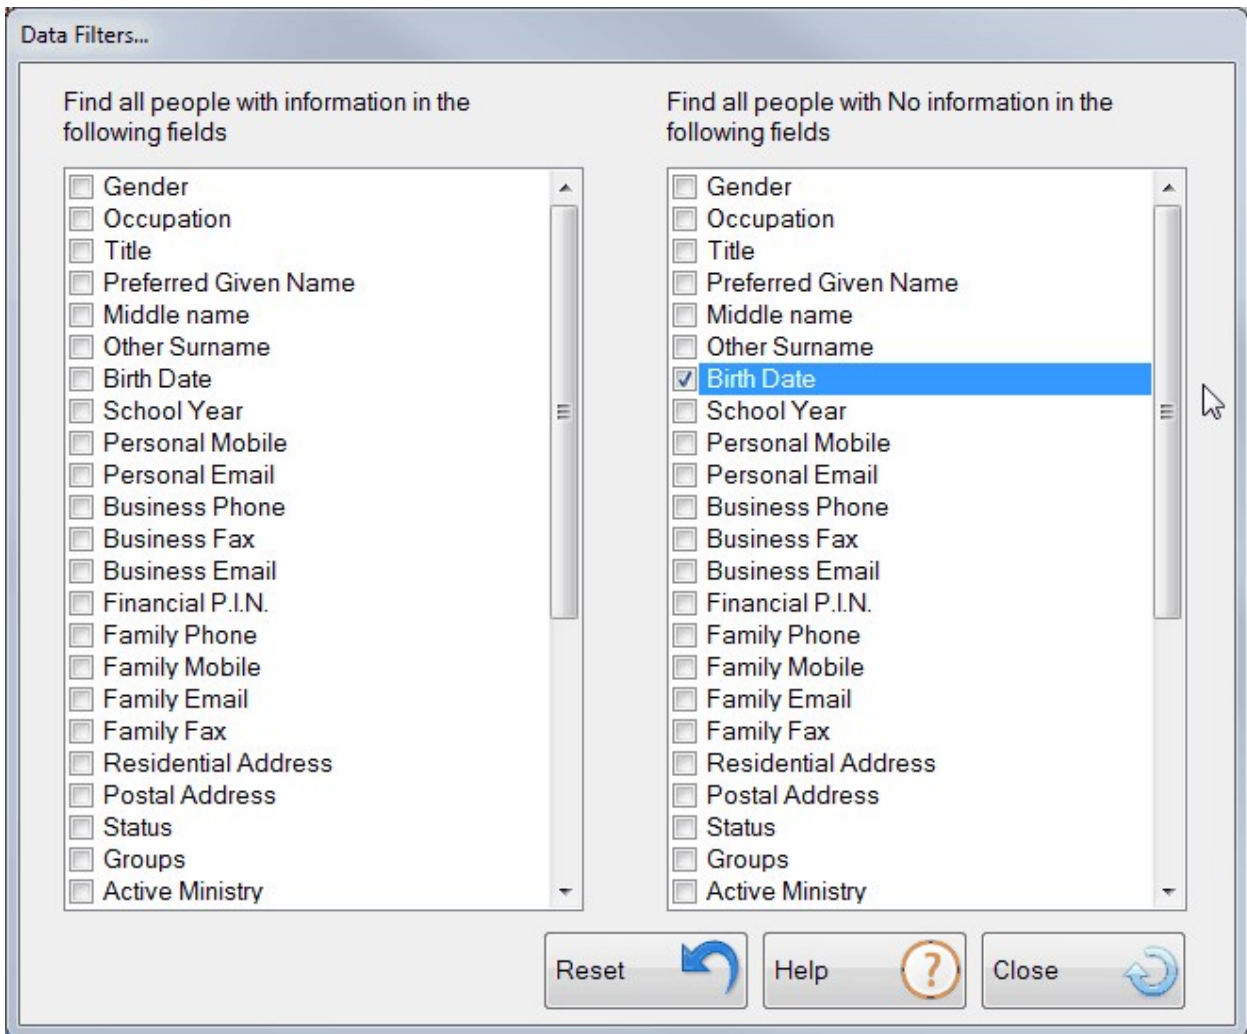 Data Filters...
Find all people with information in the
following fields
Gender
Occupation
Title
Preferred Given Name
Middle name
Other Surname
Birth Date
School Year
Personal Mobile
Personal Email
Business Phone
Business Fax
Business Email
Financial P.I.N.
Family Phone
Family Mobile
Family Email
Family Fax
Residential Address
Postal Address
Status
Groups
Active Ministry
Find all people with No information in the
following fields
Gender
Occupation
Title
Preferred Given Name
Middle name
Other Surname
Birth Date
School Year
Personal Mobile
Personal Email
Business Phone
Business Fax
Business Email
Financial P.I.N.
Family Phone
Family Mobile
Family Email
Family Fax
Residential Address
Postal Address
Status
Groups
Active Ministry
Reset
Help
?
Close